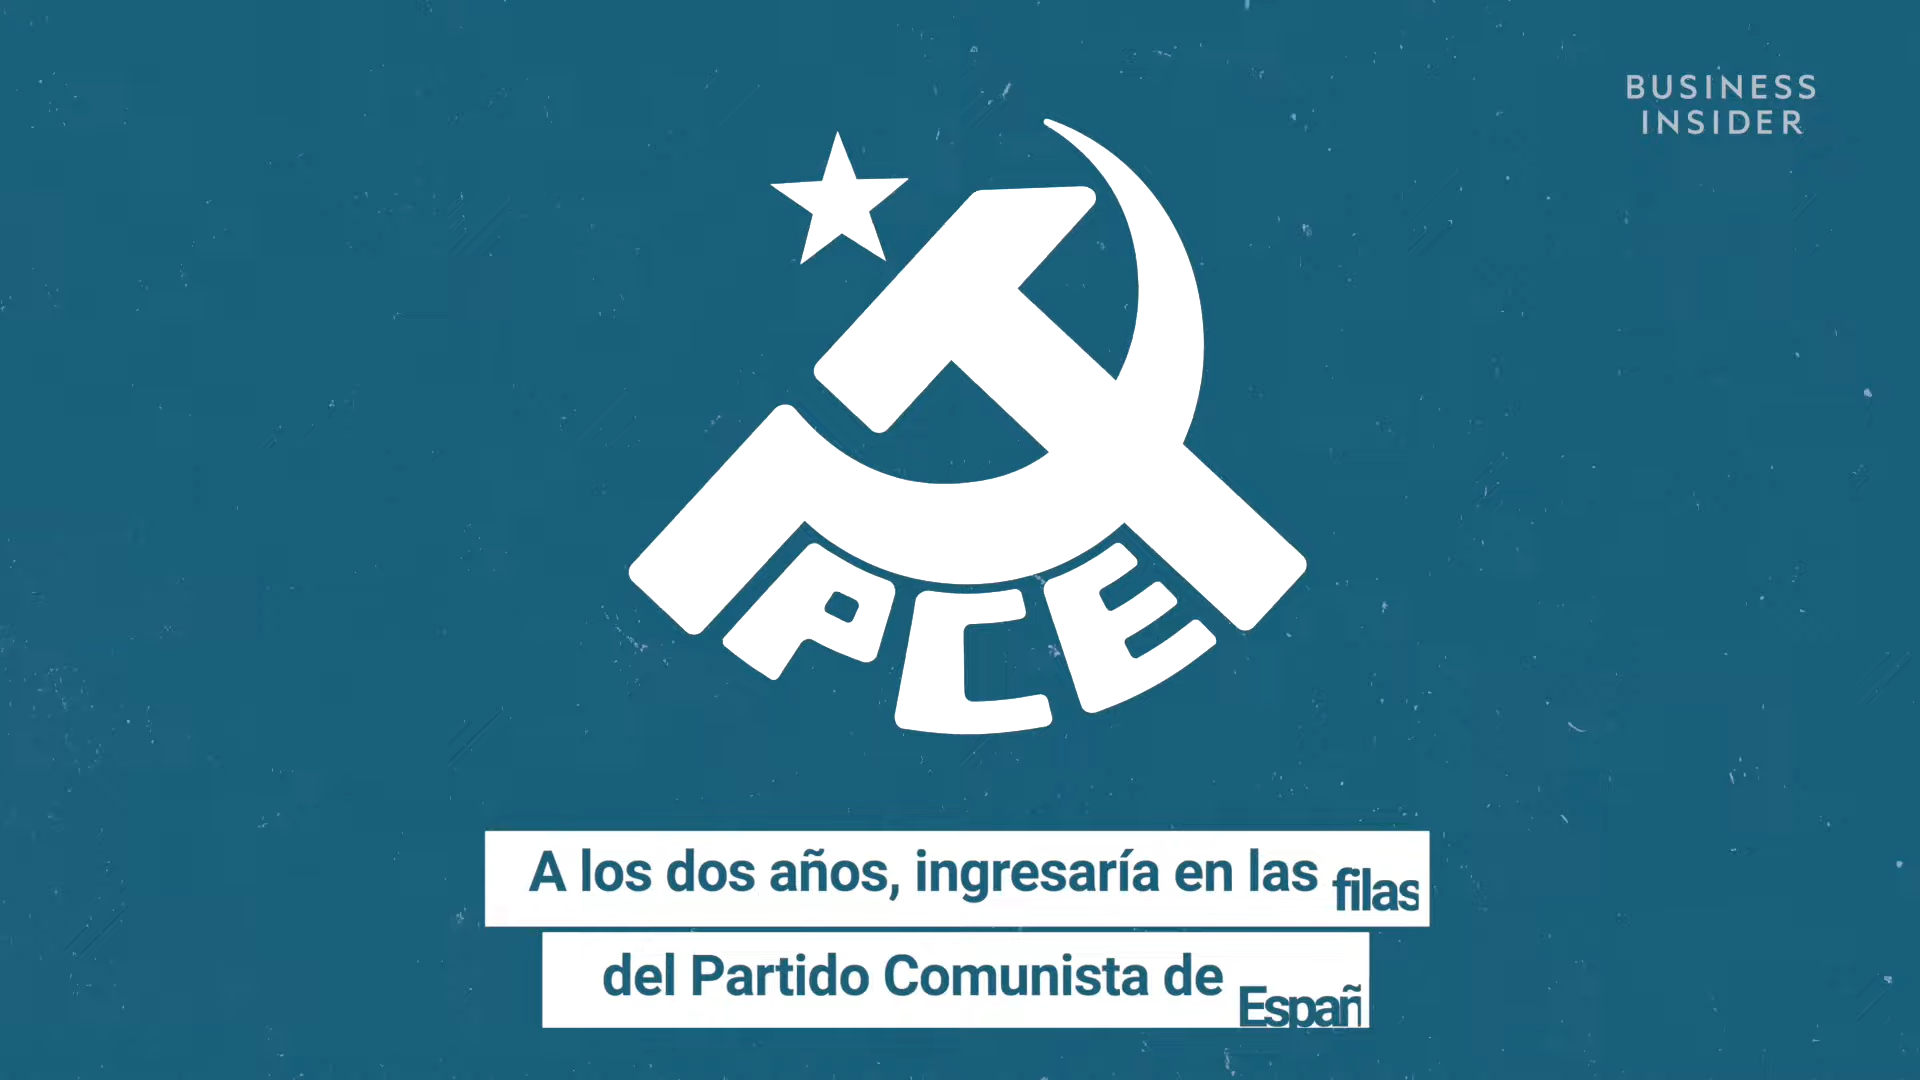 BUSINESS
INSIDER
PCE
A los dos años, ingresaría en las filas
del Partido Comunista de Españ